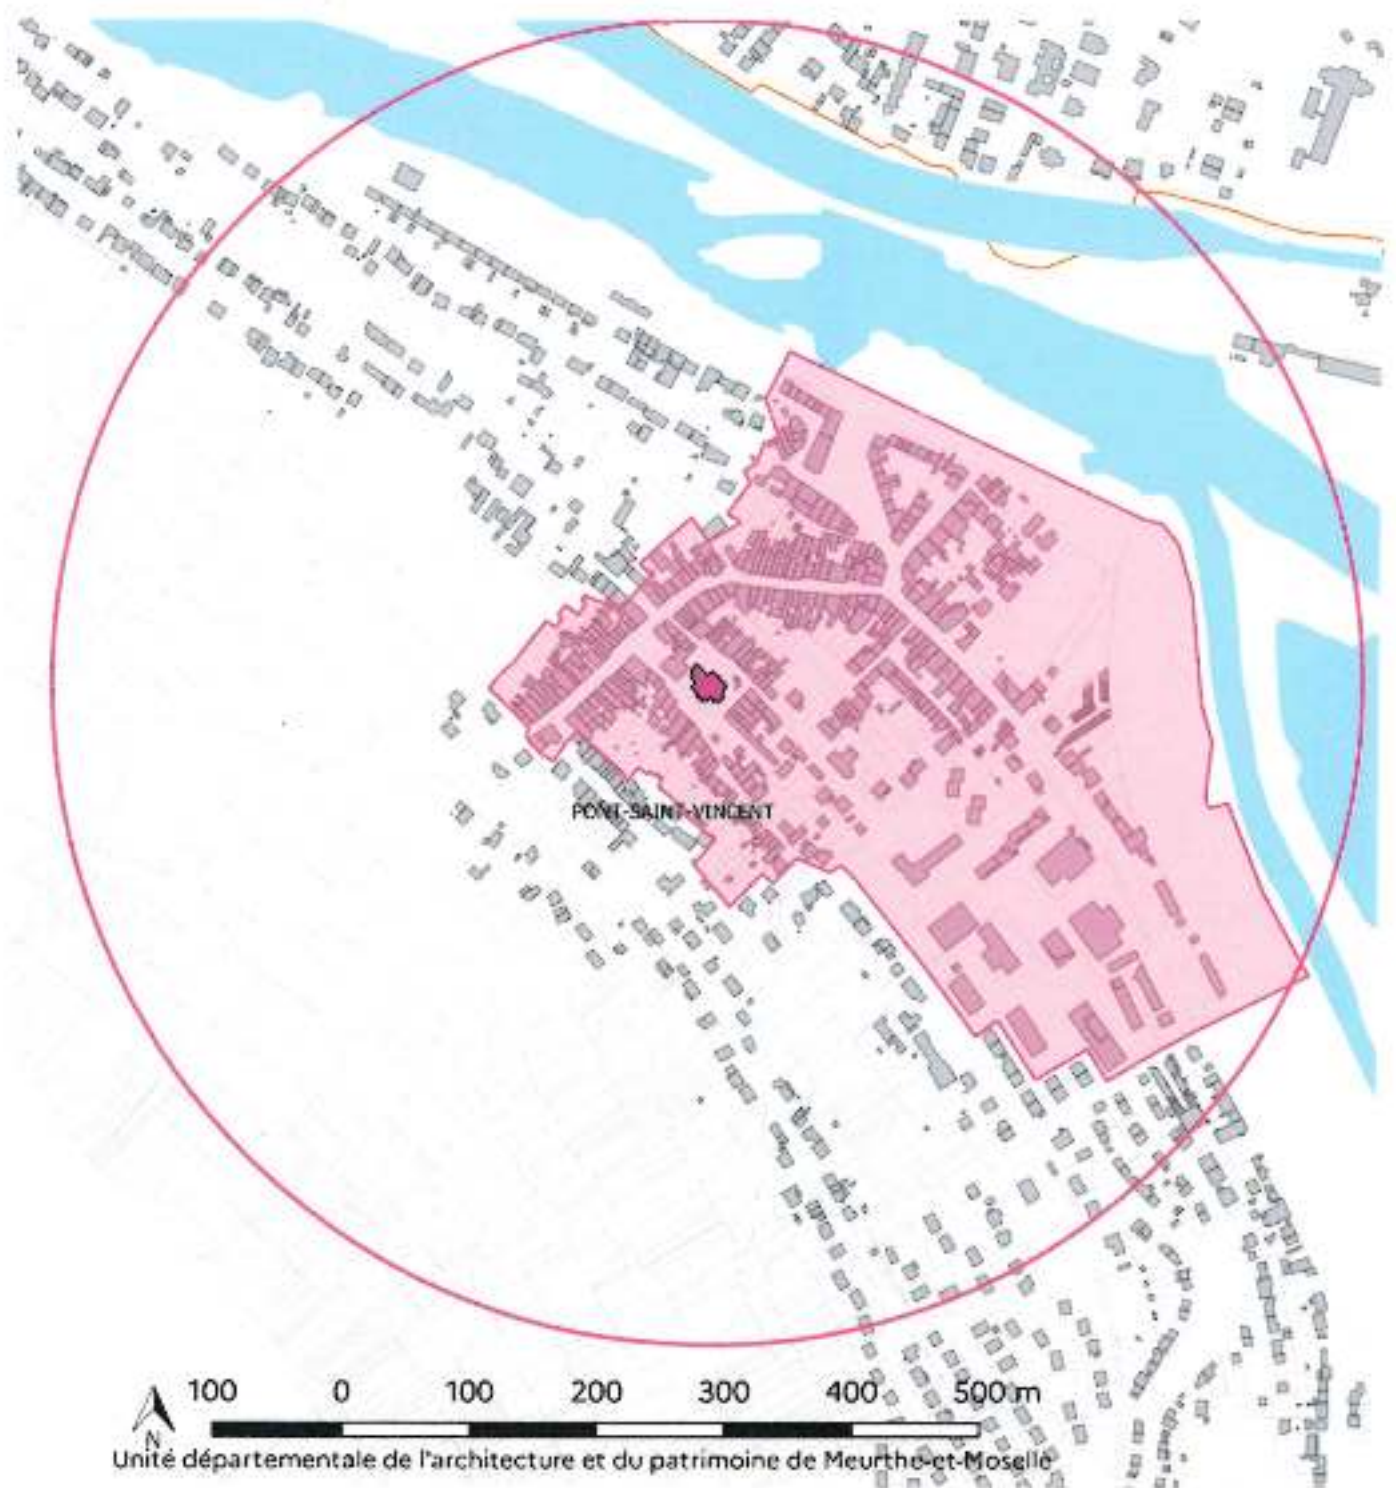 PONT-SAINT-VINCENT
100 0 100 200 300 400 500 m
N
Unité départementale de l'architecture et du patrimoine de Meurthe-et-Moselle